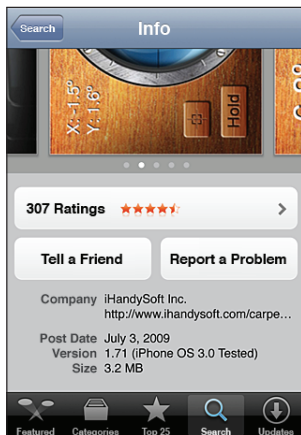 Search
Info
X: -1.5°
Y: 1.6°
Hold
307 Ratings
Tell a Friend
Report a Problem
Company iHandySoft Inc.
http://www.ihandysoft.com/carpe...
Post Date July 3, 2009
Version 1.71 (iPhone OS 3.0 Tested)
Size 3.2 MB
Featured Categories Top 25 Search Updates